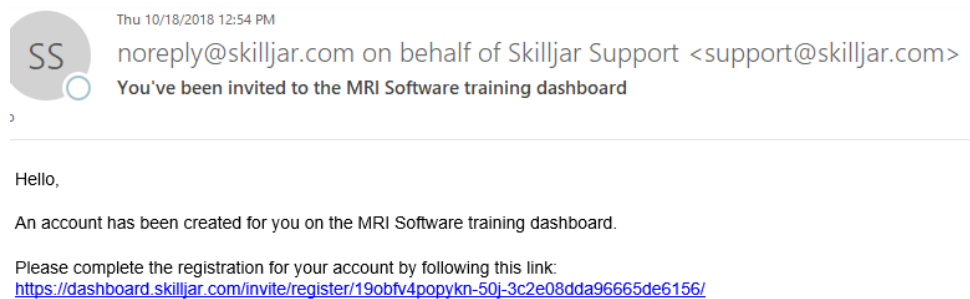 Thu 10/18/2018 12:54 PM
SS
noreply@skilljar.com on behalf of Skilljar Support <support@skilljar.com>
You've been invited to the MRI Software training dashboard
Hello,
An account has been created for you on the MRI Software training dashboard.
Please complete the registration for your account by following this link:
https://dashboard.skilljar.com/invite/register/19obfv4popykn-50j-3c2e08dda96665de6156/